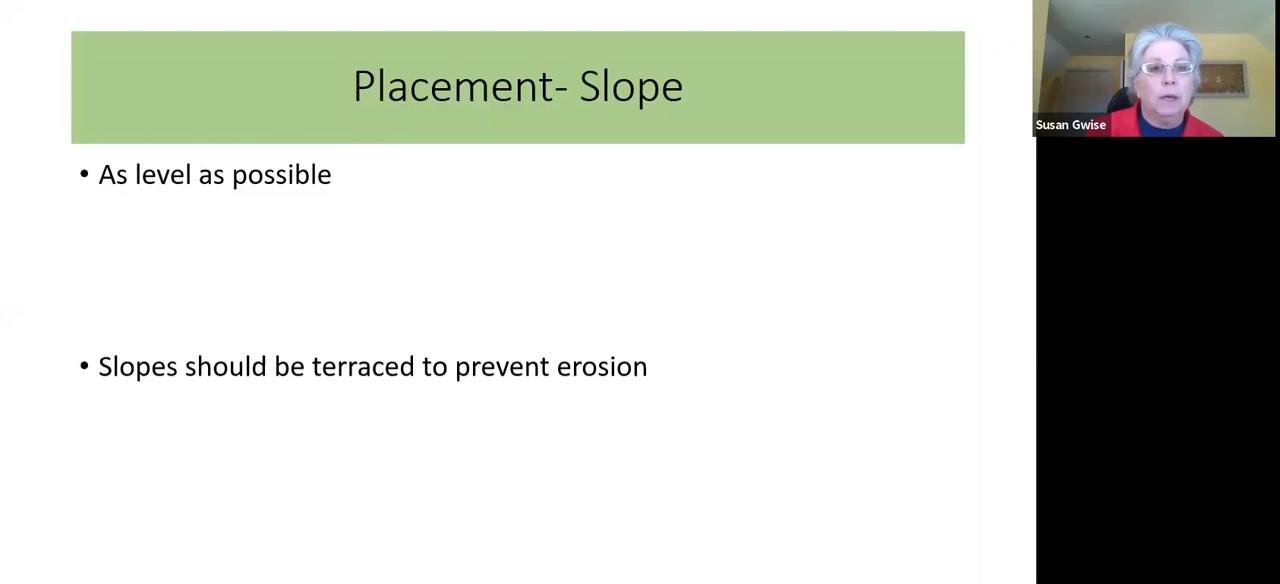 Placement- Slope
• As level as possible
• Slopes should be terraced to prevent erosion
Susan Gwise